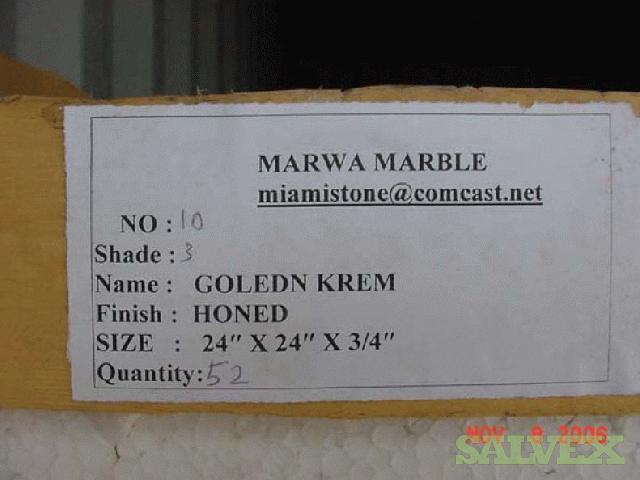 MARWA MARBLE
miamistone@comcast.net
NO : 10
Shade : 3
Name : GOLEDN KREM
Finish : HONED
SIZE : 24" X 24" X 3/4"
Quantity: 52
NOV 8 2006
SALVEX